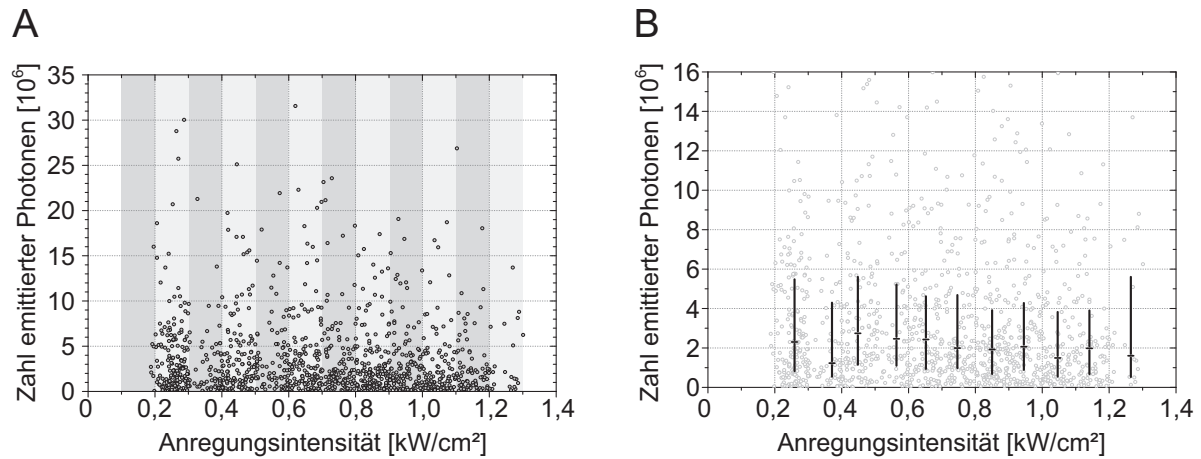 A
Zahl emittierter Photonen [10⁶]
35
30
25
20
15
10
5
0
0 0,2 0,4 0,6 0,8 1,0 1,2 1,4
Anregungsintensität [kW/cm²]
B
Zahl emittierter Photonen [10⁶]
16
14
12
10
8
6
4
2
0
0 0,2 0,4 0,6 0,8 1,0 1,2 1,4
Anregungsintensität [kW/cm²]